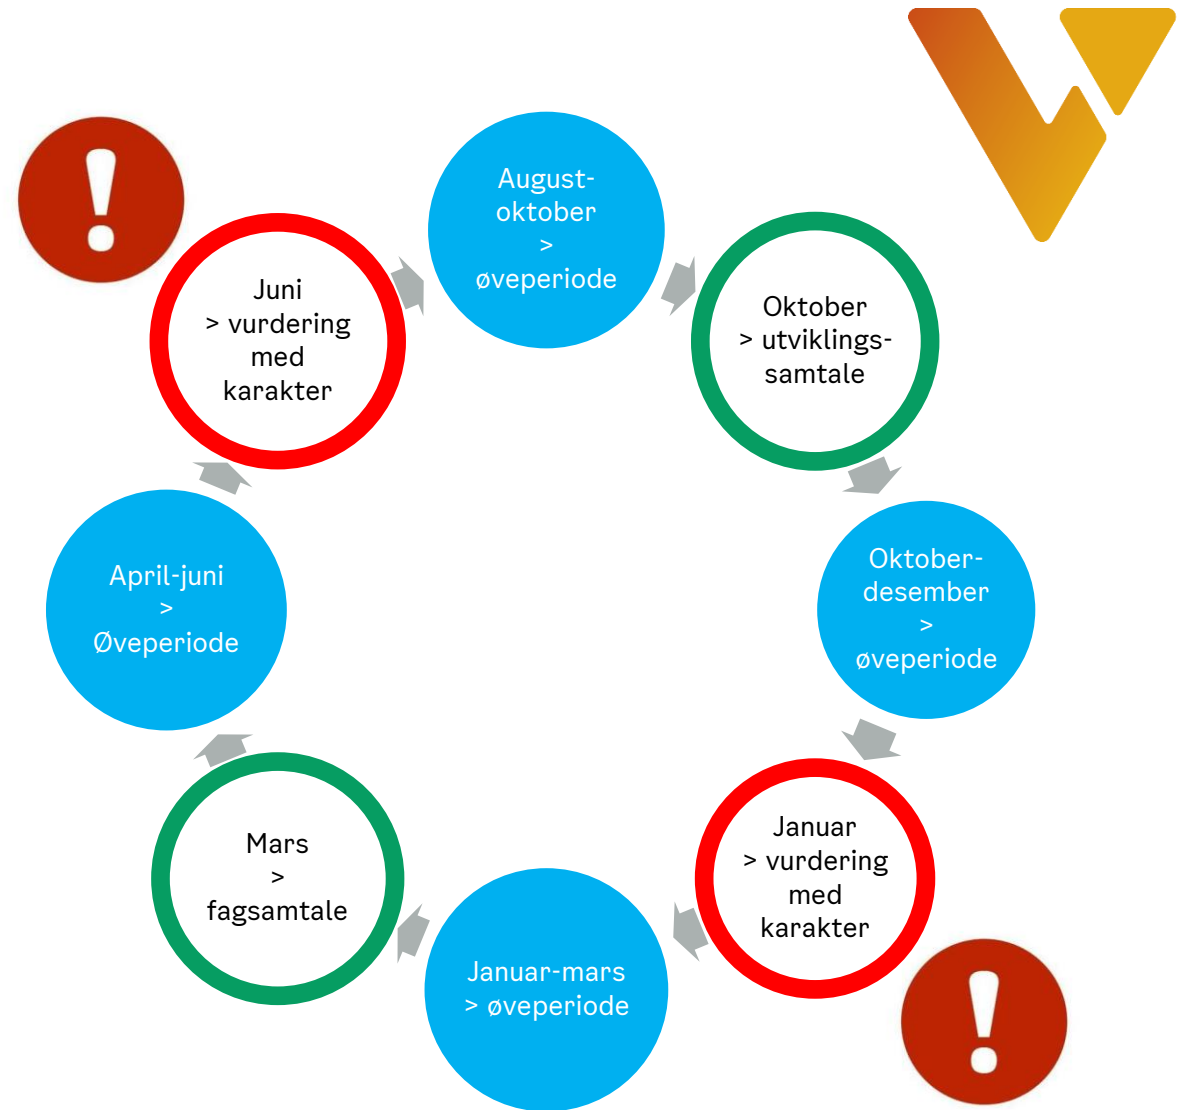 August-
oktober
>
øveperiode
Oktober
> utviklings-
samtale
Oktober-
desember
>
øveperiode
Januar
> vurdering
med
karakter
Januar-mars
> øveperiode
Mars
>
fagsamtale
April-juni
>
Øveperiode
Juni
> vurdering
med
karakter